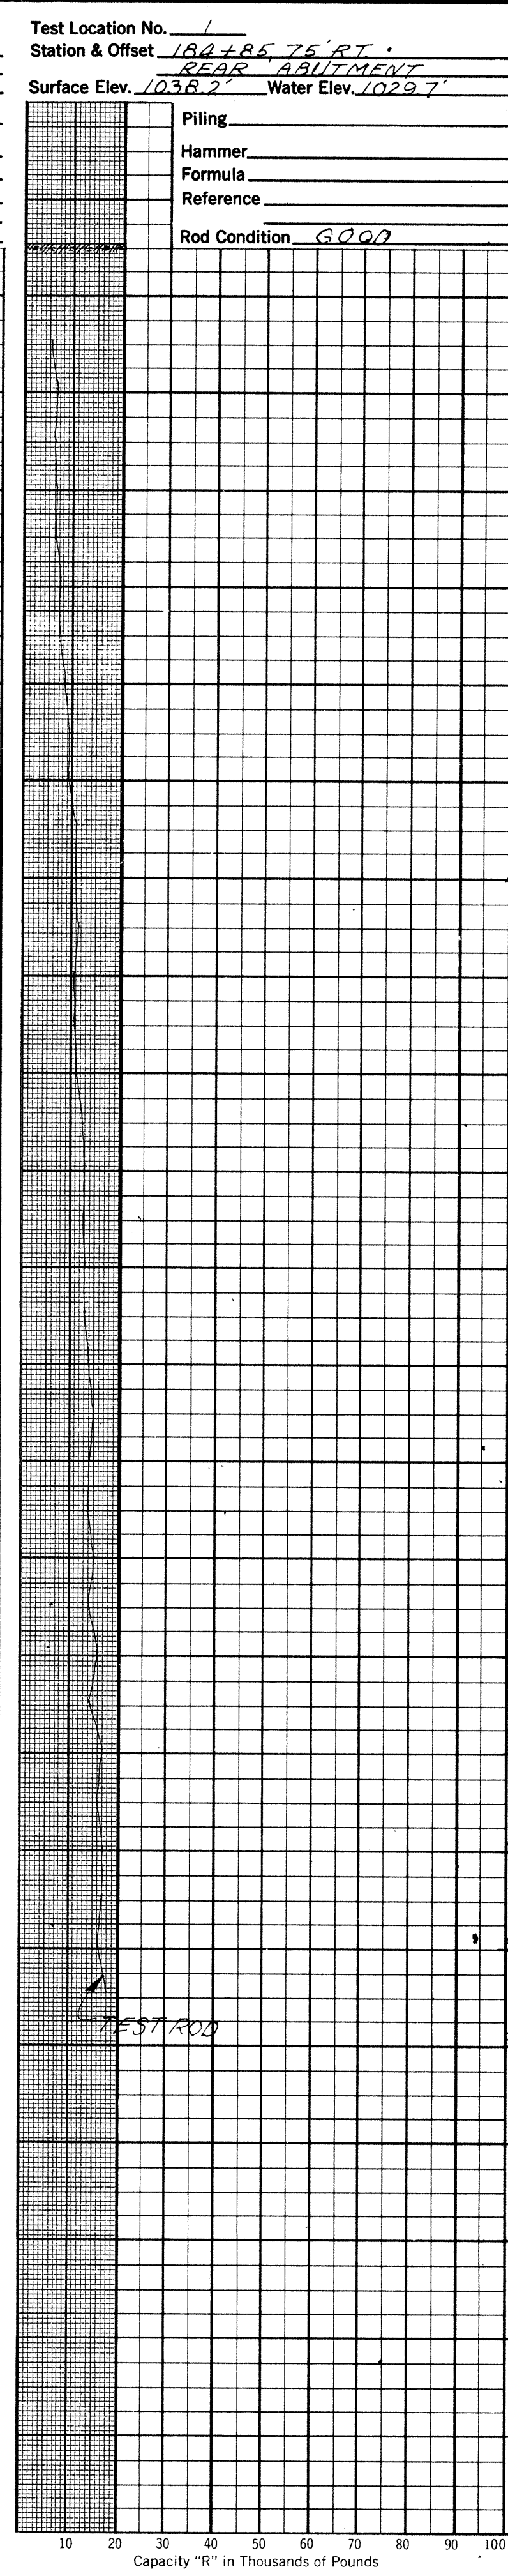 Test Location No. 1
Station & Offset 184+85, 75' RT.
REAR ABUTMENT
Surface Elev. 1038.2' Water Elev. 1029.7'
Piling
Hammer
Formula
Reference
Rod Condition GOOD
TEST ROD
10 20 30 40 50 60 70 80 90 100
Capacity "R" in Thousands of Pounds